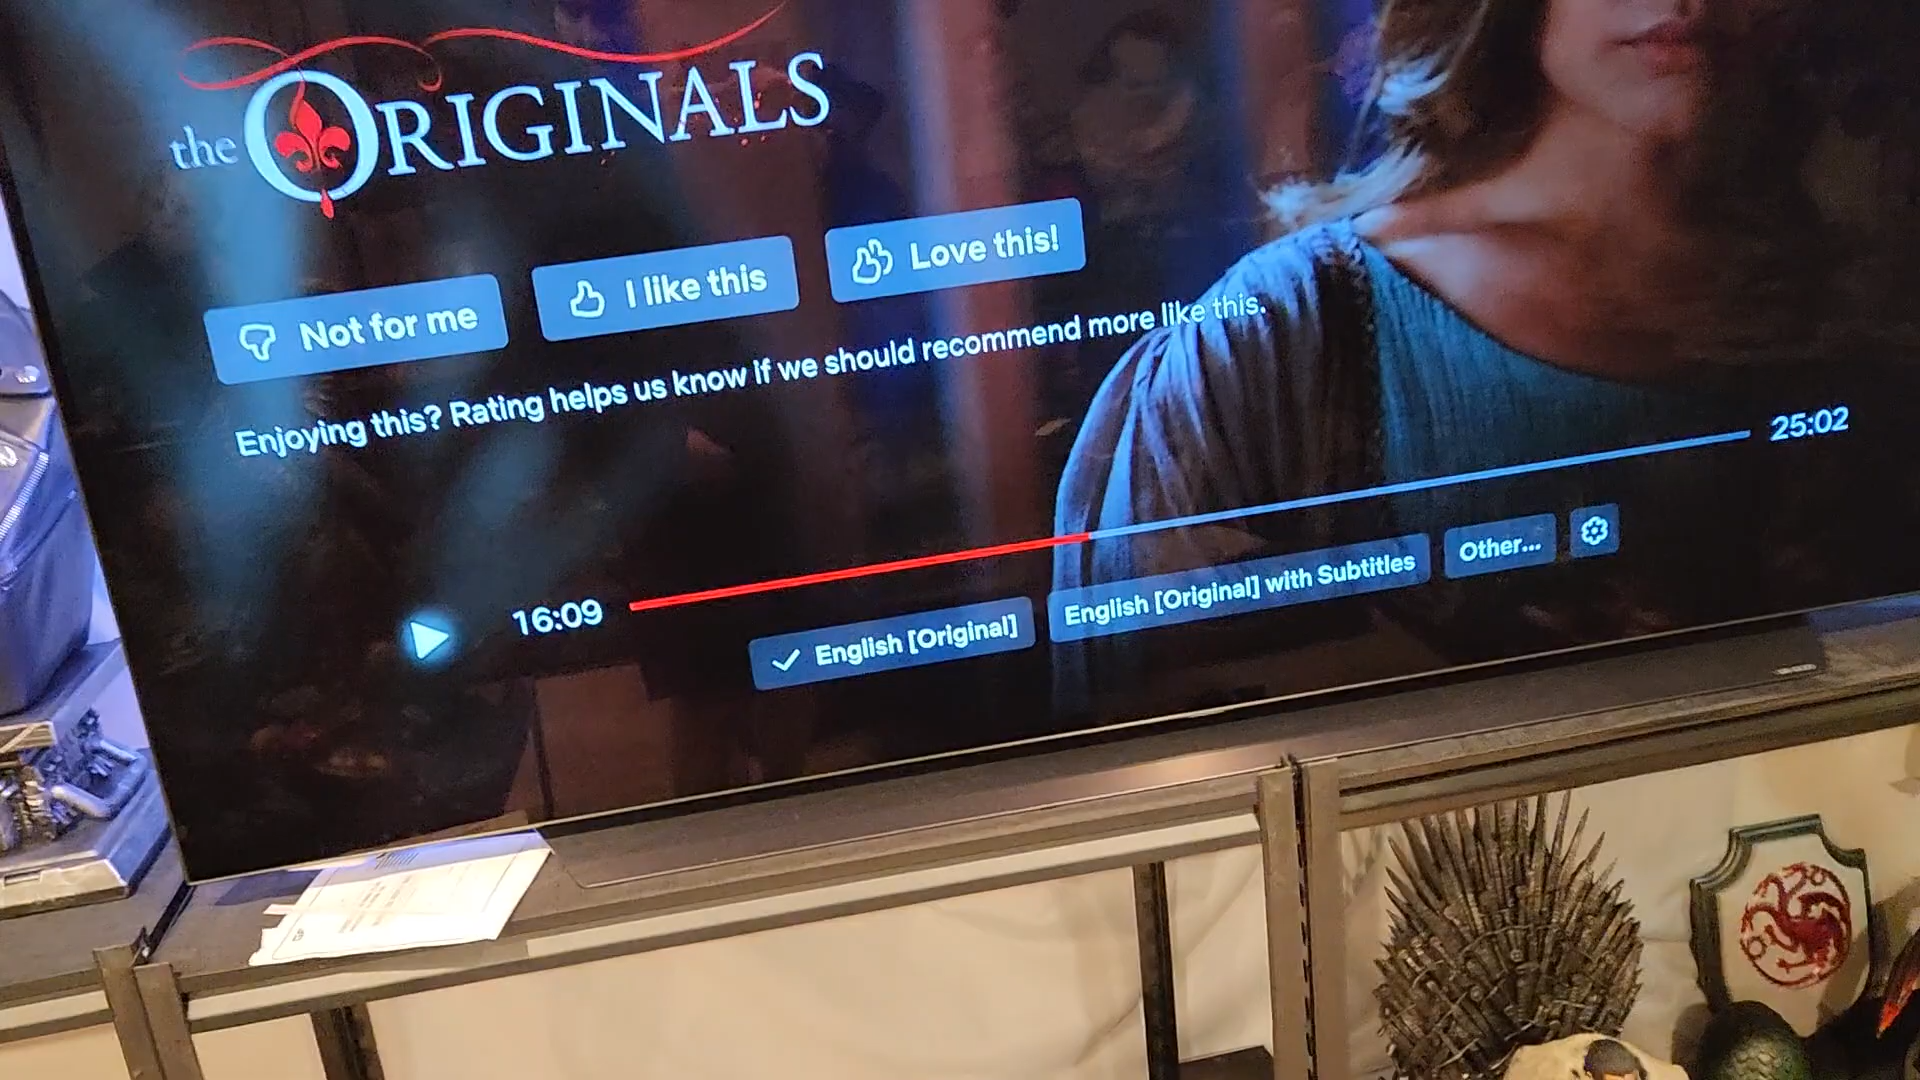 the ORIGINALS
Not for me
I like this
Love this!
Enjoying this? Rating helps us know if we should recommend more like this.
16:09
25:02
English [Original]
English [Original] with Subtitles
Other...